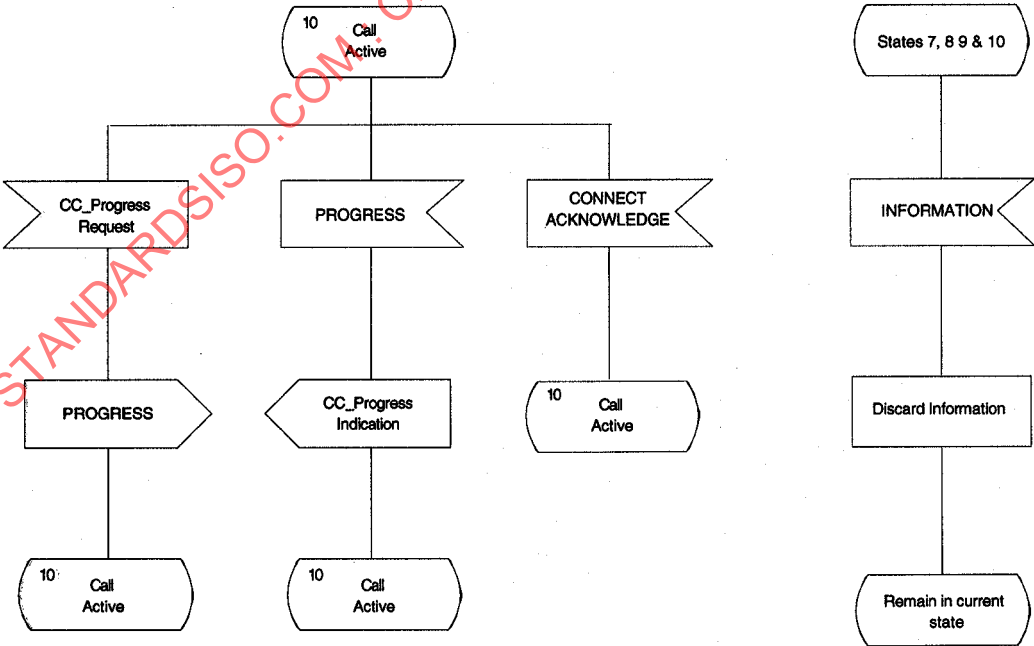 10
Call
Active
States 7, 8 9 & 10
CC_Progress
Request
PROGRESS
CONNECT
ACKNOWLEDGE
INFORMATION
PROGRESS
CC_Progress
Indication
10
Call
Active
Discard Information
10
Call
Active
10
Call
Active
Remain in current
state
STANDARDSISO.COM : C